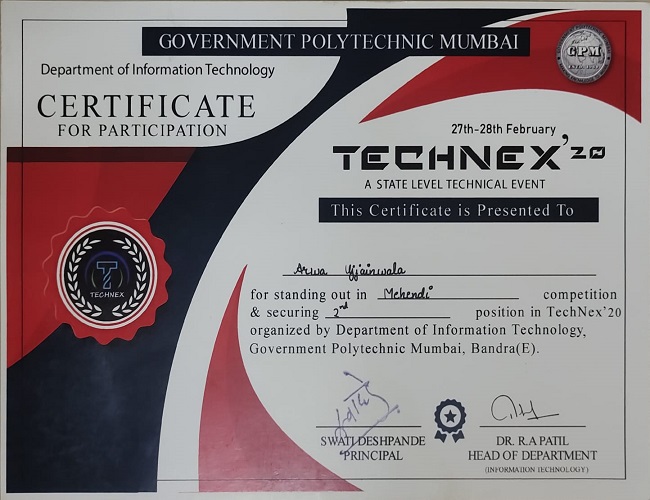 GOVERNMENT POLYTECHNIC MUMBAI
GPM
Department of Information Technology
CERTIFICATE
FOR PARTICIPATION
27th-28th February
TECHNEX'20
A STATE LEVEL TECHNICAL EVENT
This Certificate is Presented To
Arwa Ujjainwala
TECHNEX
for standing out in Mehendi competition
& securing 2nd position in TechNex'20
organized by Department of Information Technology,
Government Polytechnic Mumbai, Bandra(E).
SWATI DESHPANDE
PRINCIPAL
DR. R.A PATIL
HEAD OF DEPARTMENT
(INFORMATION TECHNOLOGY)